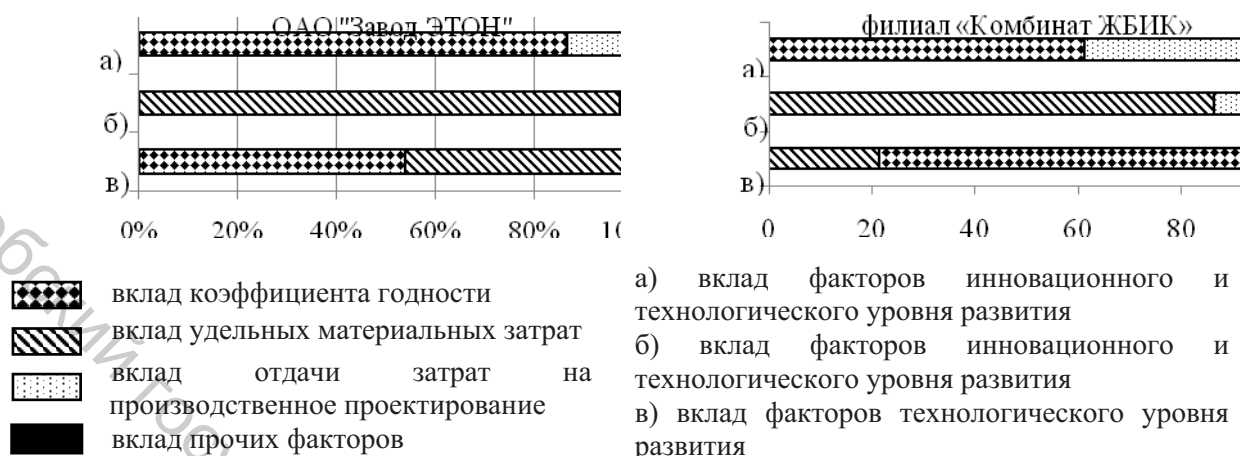 ОАО "Завод ЭТОН"
а)
б)
в)
0% 20% 40% 60% 80%
филиал «Комбинат ЖБИК»
а)
б)
в)
0 20 40 60 80
вклад коэффициента годности
вклад удельных материальных затрат
вклад отдачи затрат на
производственное проектирование
вклад прочих факторов
а) вклад факторов инновационного и
технологического уровня развития
б) вклад факторов инновационного и
технологического уровня развития
в) вклад факторов технологического уровня
развития